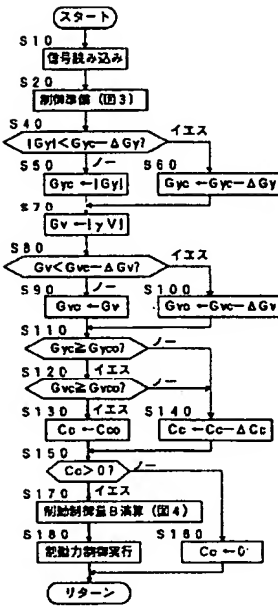 スタート
S10
信号読み込み
S20
制御準備(図3)
S40
|Gy|<Gyc-ΔGy?
イエス
S50
ノー
S60
Gyc←|Gy|
Gyc←Gyc-ΔGy
S70
Gv←|γV|
S80
Gv<Gvc-ΔGv?
イエス
S90
ノー
S100
Gvc←Gv
Gvc←Gvc-ΔGv
S110
Gyc≧Gyco?
ノー
S120
イエス
Gvc≧Gvco?
ノー
S130
イエス
S140
Cc←Cco
Cc←Cc-ΔCc
S150
Cc>0?
ノー
S170
イエス
制動制御量B演算(図4)
S180
S160
制動力制御実行
Cc←0
リターン